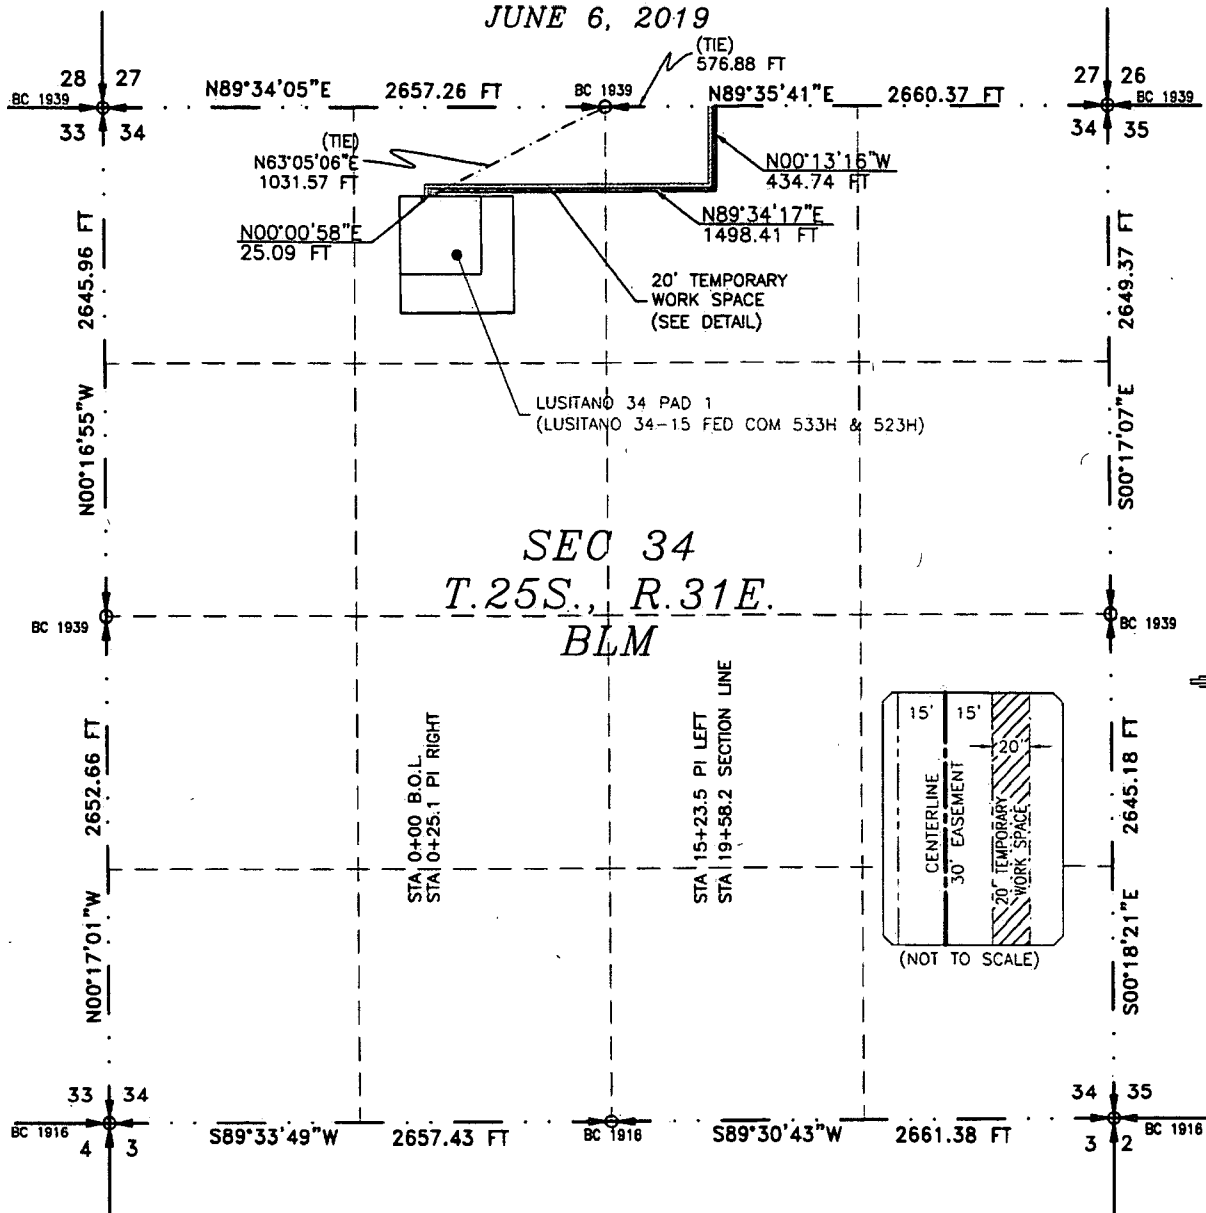 JUNE 6, 2019
(TIE)
576.88 FT
28 27
27 26
BC 1939
N89°34'05"E 2657.26 FT
BC 1939
N89°35'41"E 2660.37 FT
BC 1939
33 34
34 35
(TIE)
N63°05'06"E
1031.57 FT
N00°13'16"W
434.74 FT
N00°00'58"E
25.09 FT
N89°34'17"E
1498.41 FT
20' TEMPORARY
WORK SPACE
(SEE DETAIL)
2645.96 FT
N00°16'55"W
2649.37 FT
S00°17'07"E
LUSITANO 34 PAD 1
(LUSITANO 34-15 FED COM 533H & 523H)
SEC 34
T.25S., R.31E.
BLM
BC 1939
BC 1939
STA 0+00 B.O.L.
STA 0+25.1 PI RIGHT
STA 15+23.5 PI LEFT
STA 19+58.2 SECTION LINE
15' 15'
20'
CENTERLINE
30' EASEMENT
20' TEMPORARY
WORK SPACE
(NOT TO SCALE)
2652.66 FT
N00°17'01"W
2645.18 FT
S00°18'21"E
33 34
34 35
BC 1916
S89°33'49"W 2657.43 FT
BC 1916
S89°30'43"W 2661.38 FT
BC 1916
4 3
3 2